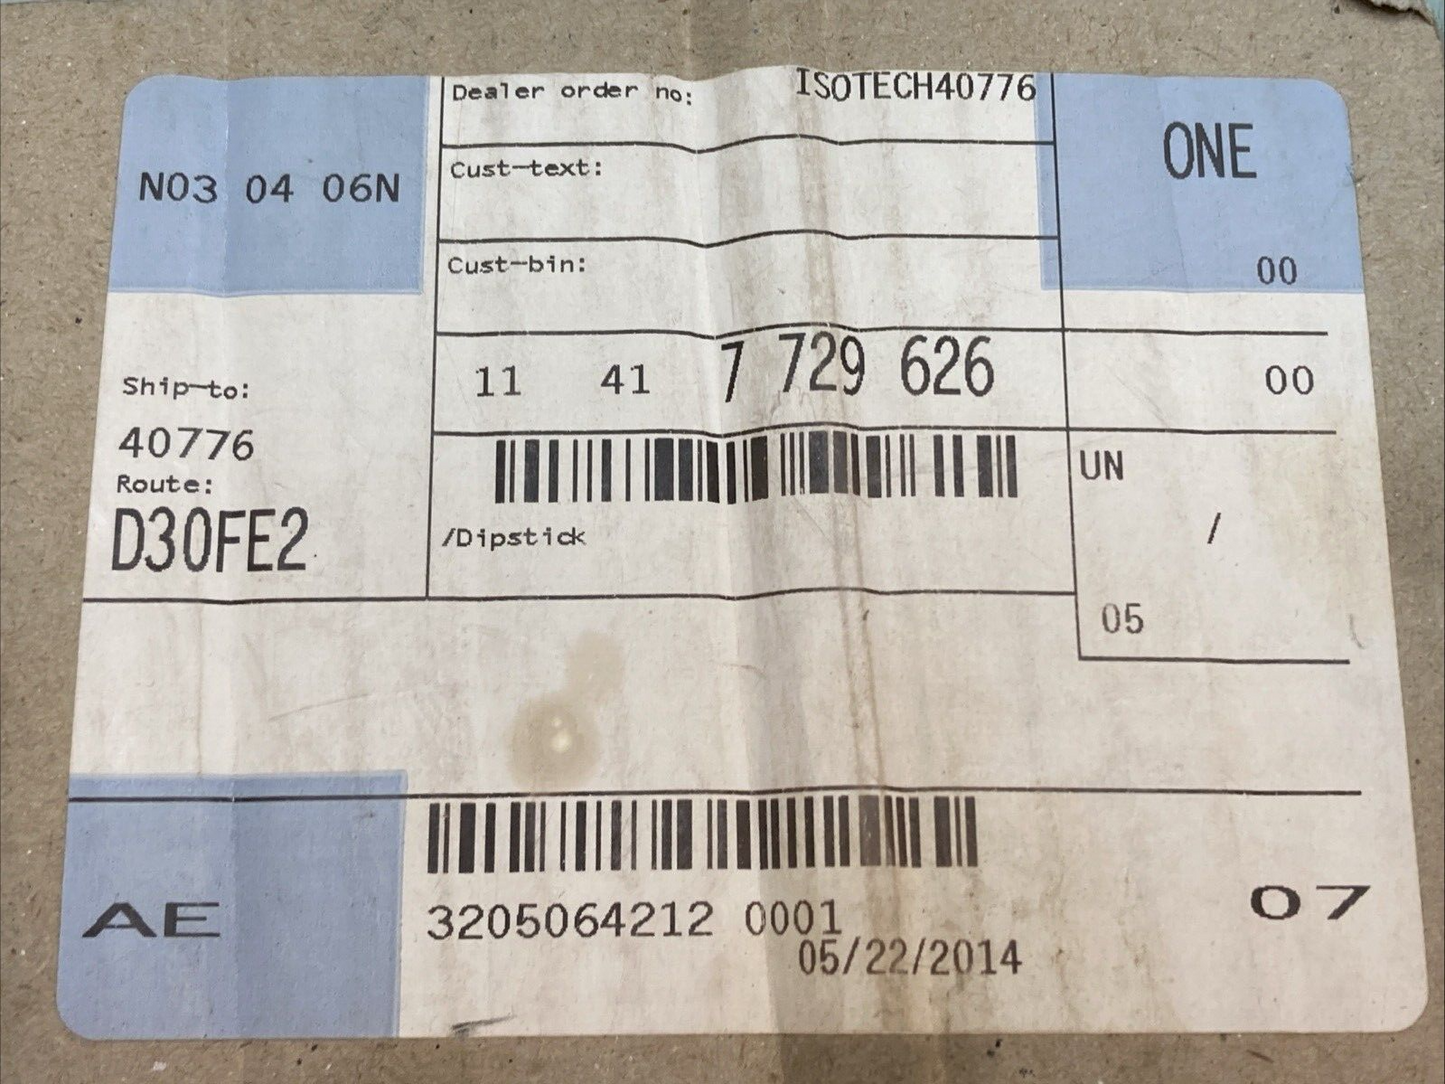 Dealer order no: ISOTECH40776
ONE
N03 04 06N
Cust-text:
Cust-bin:
00
11 41 7 729 626
00
Ship-to:
40776
UN
Route:
D30FE2
/Dipstick
/
05
AE
3205064212 0001
07
05/22/2014